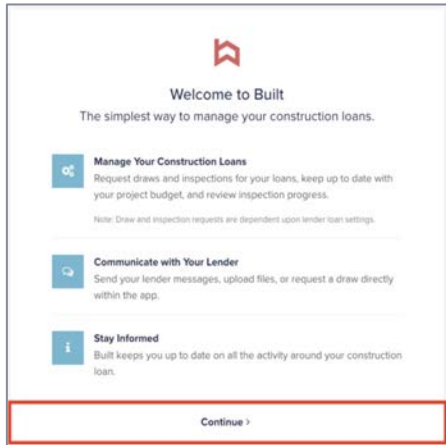 Welcome to Built
The simplest way to manage your construction loans.
Manage Your Construction Loans
Request draws and inspections for your loans, keep up to date with
your project budget, and review inspection progress.
Note: Draw and inspection requests are dependent upon lender loan settings.
Communicate with Your Lender
Send your lender messages, upload files, or request a draw directly
within the app.
Stay Informed
Built keeps you up to date on all the activity around your construction
loan.
Continue >